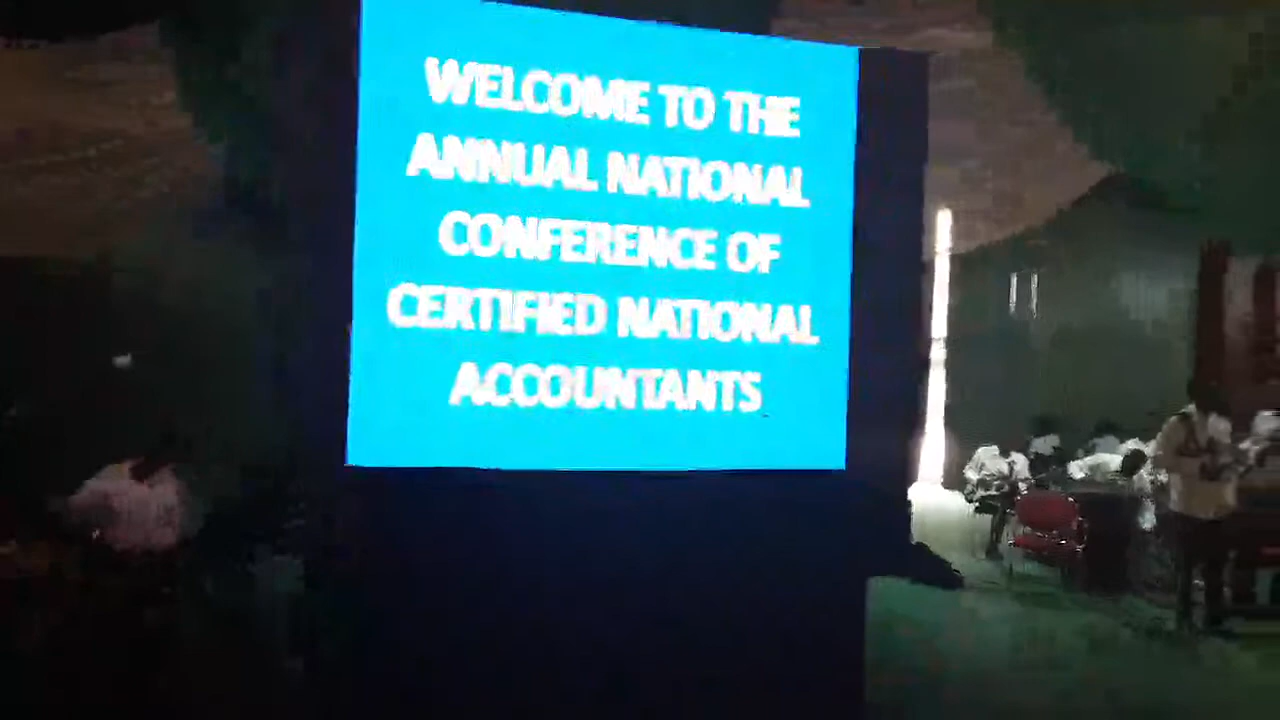 WELCOME TO THE
ANNUAL NATIONAL
CONFERENCE OF
CERTIFIED NATIONAL
ACCOUNTANTS